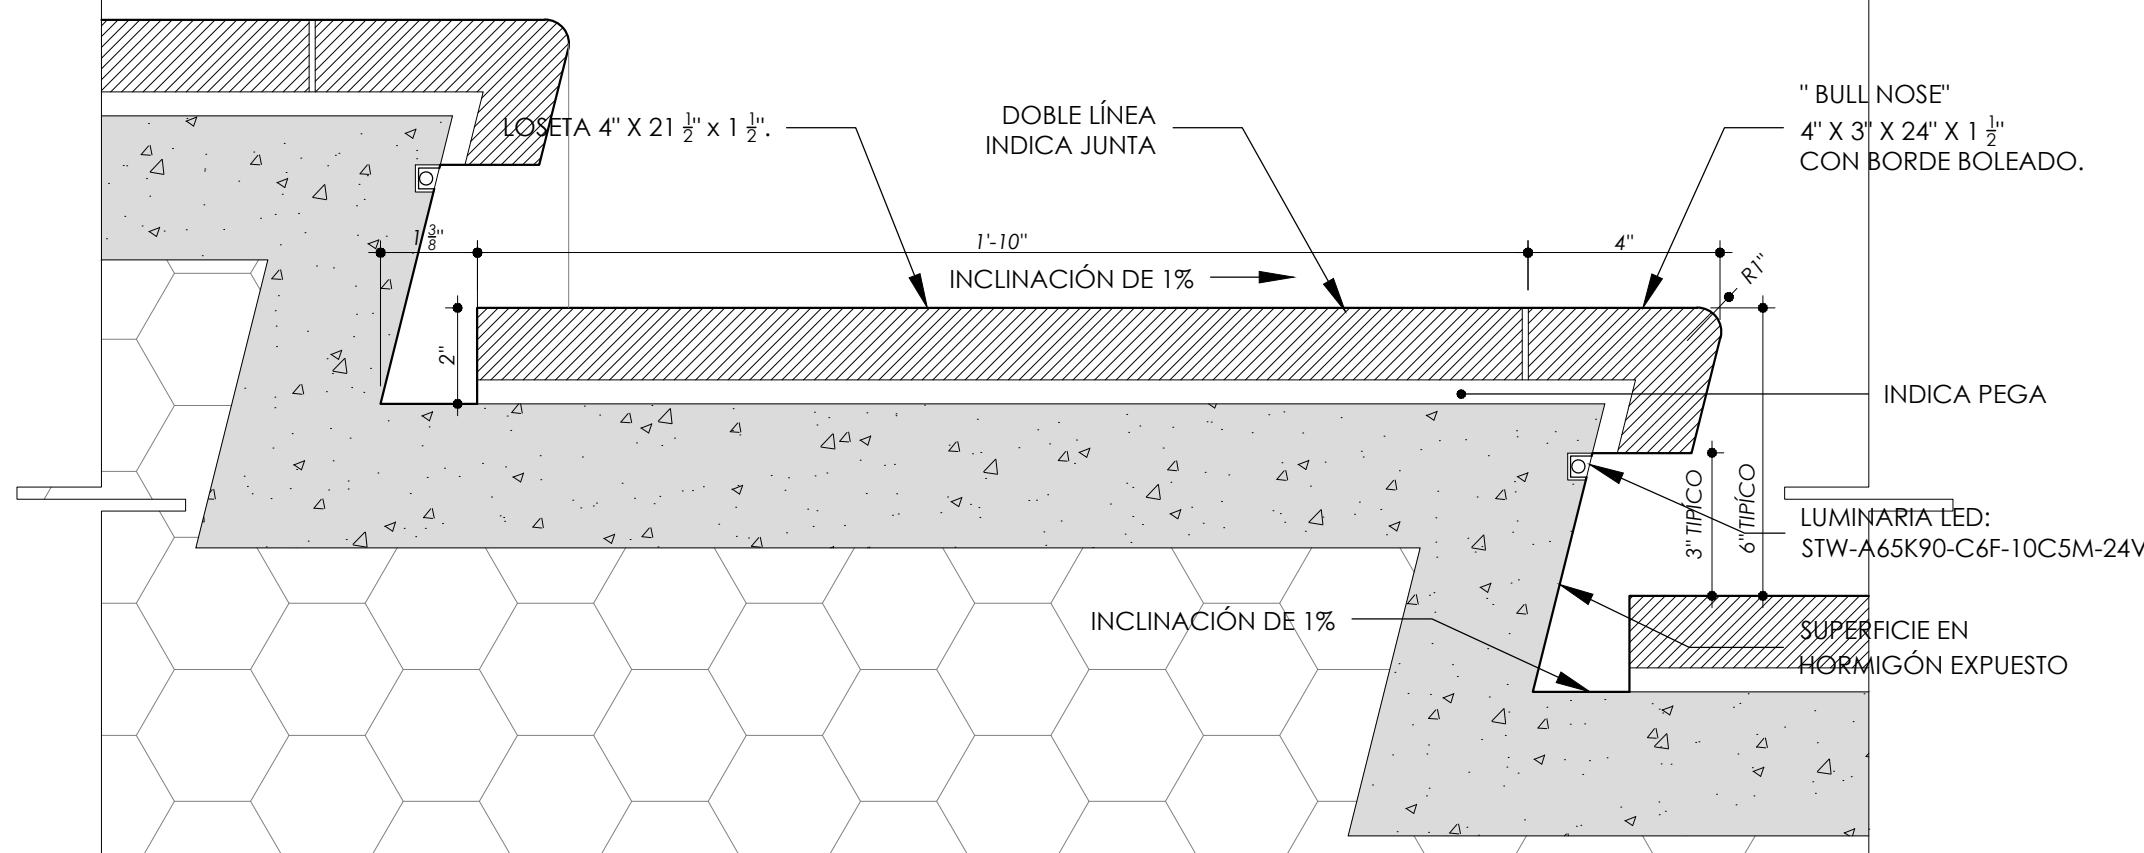 " BULL NOSE"
4" X 3" X 24" X 1 1/2"
CON BORDE BOLEADO.
DOBLE LÍNEA
INDICA JUNTA
LOSETA 4" X 21 1/2" x 1 1/2".
1 3/8"
1'-10"
4"
R1"
INCLINACIÓN DE 1%
2"
INDICA PEGA
3" TIPÍCO
6" TIPÍCO
LUMINARIA LED:
STW-A65K90-C6F-10C5M-24V
INCLINACIÓN DE 1%
SUPERFICIE EN
HORMIGÓN EXPUESTO